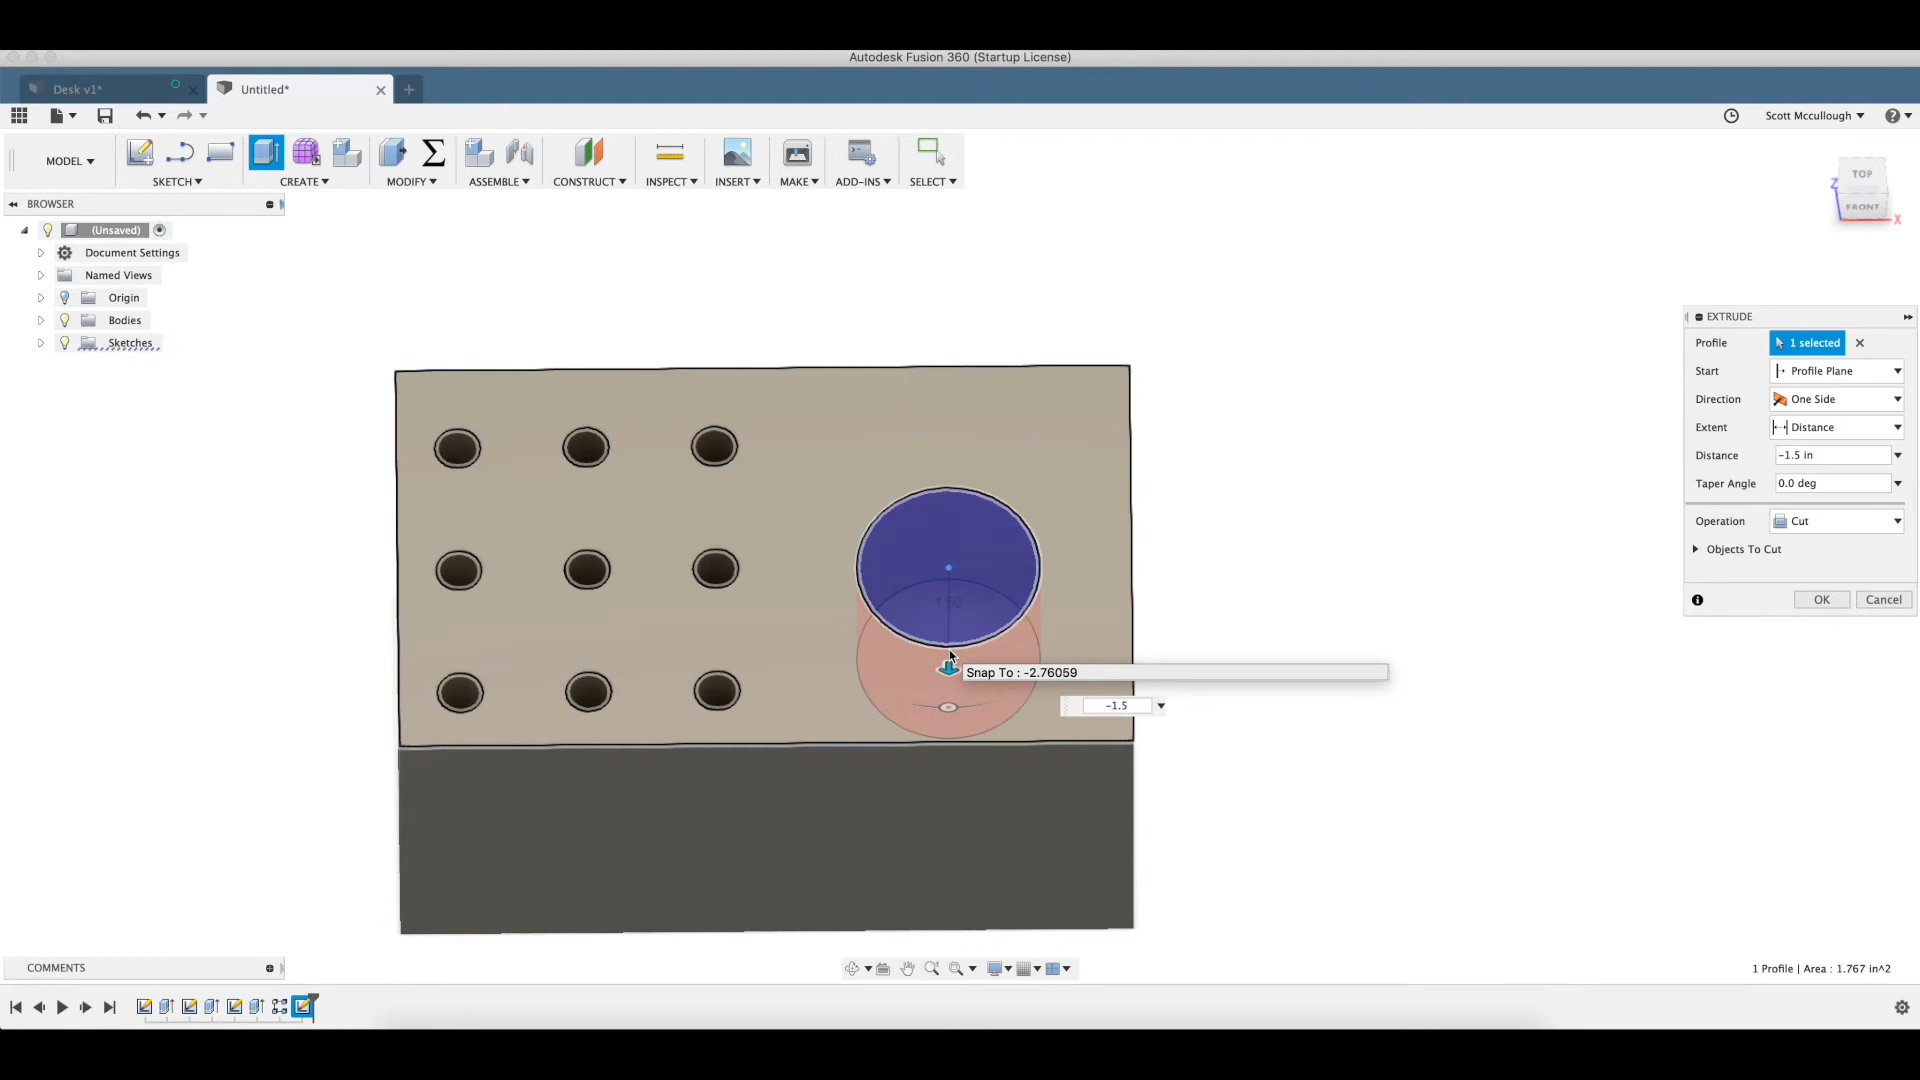 Autodesk Fusion 360 (Startup License)
Desk v1*
Untitled*
Scott Mccullough
MODEL
SKETCH
CREATE
MODIFY
ASSEMBLE
CONSTRUCT
INSPECT
INSERT
MAKE
ADD-INS
SELECT
TOP
FRONT
Z
X
BROWSER
(Unsaved)
Document Settings
Named Views
Origin
Bodies
Sketches
EXTRUDE
Profile 1 selected
Start Profile Plane
Direction One Side
Extent Distance
Distance -1.5 in
Taper Angle 0.0 deg
Operation Cut
Objects To Cut
OK Cancel
1.50
Snap To : -2.76059
-1.5
COMMENTS
1 Profile | Area : 1.767 in^2